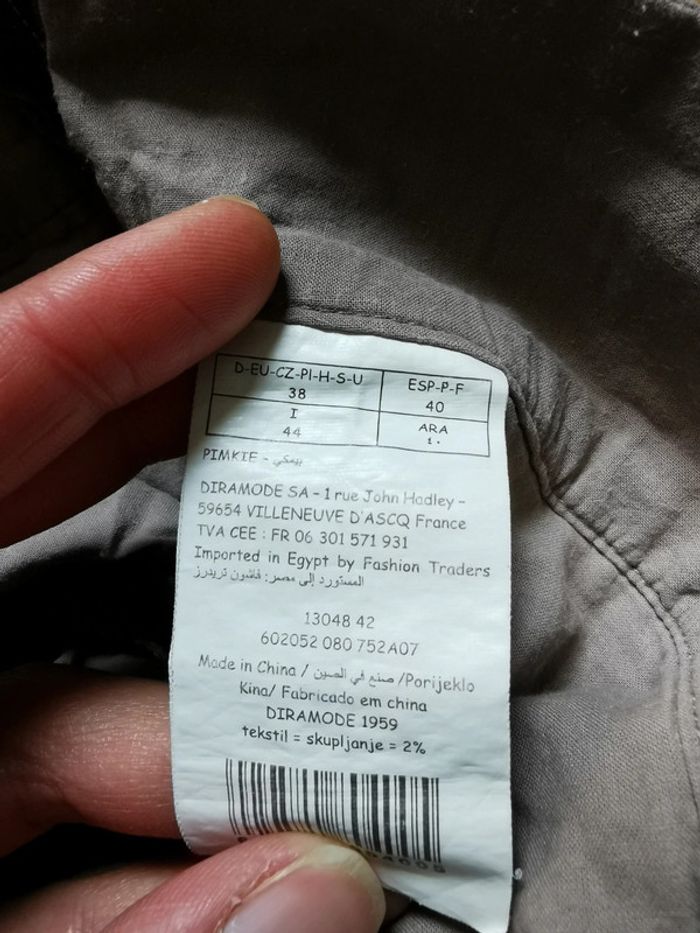 D-EU-CZ-PI-H-S-U ESP-P-F
38 40
I ARA
44 ٤٠
PIMKIE - بيمكي
DIRAMODE SA - 1 rue John Hadley -
59654 VILLENEUVE D'ASCQ France
TVA CEE : FR 06 301 571 931
Imported in Egypt by Fashion Traders
المستورد إلى مصر: فاشون تريدرز
13048 42
602052 080 752A07
Made in China / صنع في الصين /Porijeklo
Kina/ Fabricado em china
DIRAMODE 1959
tekstil = skupljanje = 2%